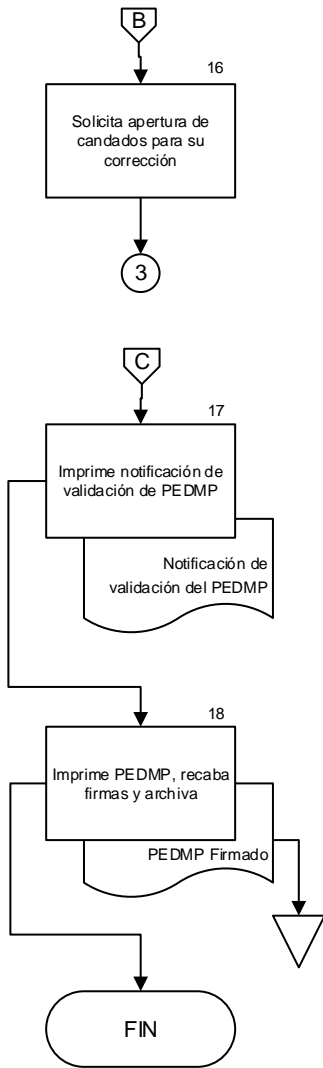 B
16
Solicita apertura de
candados para su
corrección
3
C
17
Imprime notificación de
validación de PEDMP
Notificación de
validación del PEDMP
18
Imprime PEDMP, recaba
firmas y archiva
PEDMP Firmado
FIN